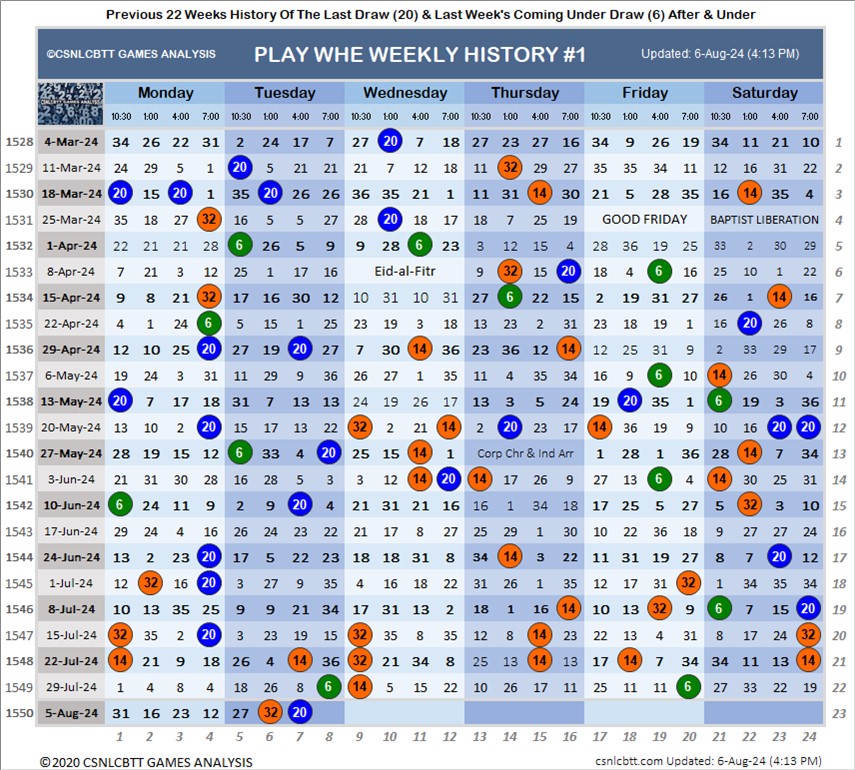 Previous 22 Weeks History Of The Last Draw (20) & Last Week's Coming Under Draw (6) After & Under
©CSNLCBTT GAMES ANALYSIS PLAY WHE WEEKLY HISTORY #1 Updated: 6-Aug-24 (4:13 PM)
Monday Tuesday Wednesday Thursday Friday Saturday
10:30 1:00 4:00 7:00 10:30 1:00 4:00 7:00 10:30 1:00 4:00 7:00 10:30 1:00 4:00 7:00 10:30 1:00 4:00 7:00 10:30 1:00 4:00 7:00
1528 4-Mar-24 34 26 22 31 2 24 17 7 27 20 7 18 27 23 27 16 34 9 26 19 34 11 21 10 1
1529 11-Mar-24 24 29 5 1 20 5 21 21 21 7 12 18 11 32 29 27 35 35 34 11 12 16 21 11 2
1530 18-Mar-24 20 15 20 1 35 20 26 26 36 35 21 1 11 31 14 30 21 5 28 35 16 14 35 4 3
1531 25-Mar-24 35 18 27 32 16 5 5 27 28 20 18 17 18 7 25 19 GOOD FRIDAY BAPTIST LIBERATION 4
1532 1-Apr-24 22 21 21 28 6 26 5 9 9 28 6 23 3 12 15 4 28 36 19 25 33 2 30 29 5
1533 8-Apr-24 7 21 3 12 25 1 17 16 Eid-al-Fitr 9 32 15 20 18 4 6 16 25 10 1 22 6
1534 15-Apr-24 9 8 21 32 17 16 30 12 10 31 10 31 27 6 22 15 2 19 31 27 26 1 14 16 7
1535 22-Apr-24 4 1 24 6 5 15 1 25 23 19 3 18 13 23 2 31 23 18 19 1 16 20 26 8 8
1536 29-Apr-24 12 10 25 20 27 19 20 27 7 30 14 36 23 36 12 14 12 25 31 9 2 33 29 17 9
1537 6-May-24 19 24 3 31 11 29 9 36 26 27 1 35 11 4 35 34 16 9 6 10 14 26 30 4 10
1538 13-May-24 20 7 17 18 31 7 13 13 24 19 26 17 13 3 5 24 18 20 35 1 6 19 3 36 11
1539 20-May-24 13 10 2 20 15 17 13 22 32 2 21 14 2 20 23 17 14 36 19 9 10 16 20 20 12
1540 27-May-24 28 19 15 12 6 33 4 20 25 15 14 1 Corp Chr & Ind Arr 1 28 1 36 28 14 7 34 13
1541 3-Jun-24 21 31 30 28 16 28 5 3 3 12 14 20 14 17 26 9 29 13 6 4 14 30 25 31 14
1542 10-Jun-24 6 24 11 9 2 9 20 4 21 31 21 16 16 1 34 18 17 25 5 27 5 32 3 10 15
1543 17-Jun-24 29 24 4 16 26 24 23 22 21 17 8 27 25 29 1 30 10 22 36 18 9 27 27 24 16
1544 24-Jun-24 13 2 23 20 17 5 22 23 18 18 31 8 34 14 3 22 11 31 19 27 8 7 20 12 17
1545 1-Jul-24 12 32 16 20 3 27 9 35 4 16 18 22 31 26 1 35 12 17 31 32 1 34 35 34 18
1546 8-Jul-24 10 13 35 25 9 9 21 34 17 31 13 2 18 1 16 14 10 13 32 19 6 7 15 20 19
1547 15-Jul-24 32 35 2 20 3 23 19 15 32 35 8 35 12 8 14 23 22 13 4 31 8 17 24 32 20
1548 22-Jul-24 14 21 9 18 26 4 14 36 32 21 34 8 25 13 14 13 17 14 7 34 34 11 13 14 21
1549 29-Jul-24 1 4 8 4 18 26 8 6 14 5 15 22 10 26 17 11 25 11 11 6 27 33 22 19 22
1550 5-Aug-24 31 16 23 12 27 32 20 23
1 2 3 4 5 6 7 8 9 10 11 12 13 14 15 16 17 18 19 20 21 22 23 24
©2020 CSNLCBTT GAMES ANALYSIS csnlcbtt.com Updated: 6-Aug-24 (4:13 PM)